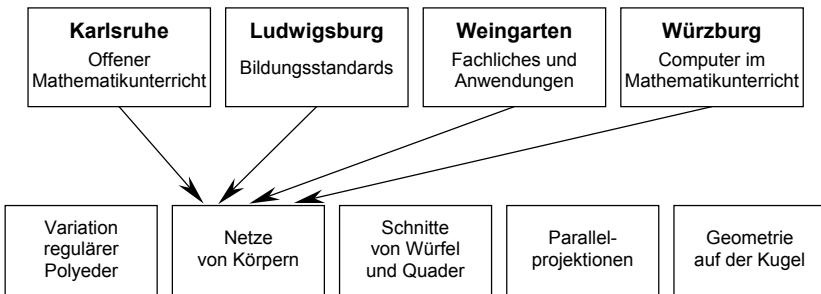 Karlsruhe
Offener
Mathematikunterricht
Ludwigsburg
Bildungsstandards
Weingarten
Fachliches und
Anwendungen
Würzburg
Computer im
Mathematikunterricht
Variation
regulärer
Polyeder
Netze
von Körpern
Schnitte
von Würfel
und Quader
Parallel-
projektionen
Geometrie
auf der Kugel